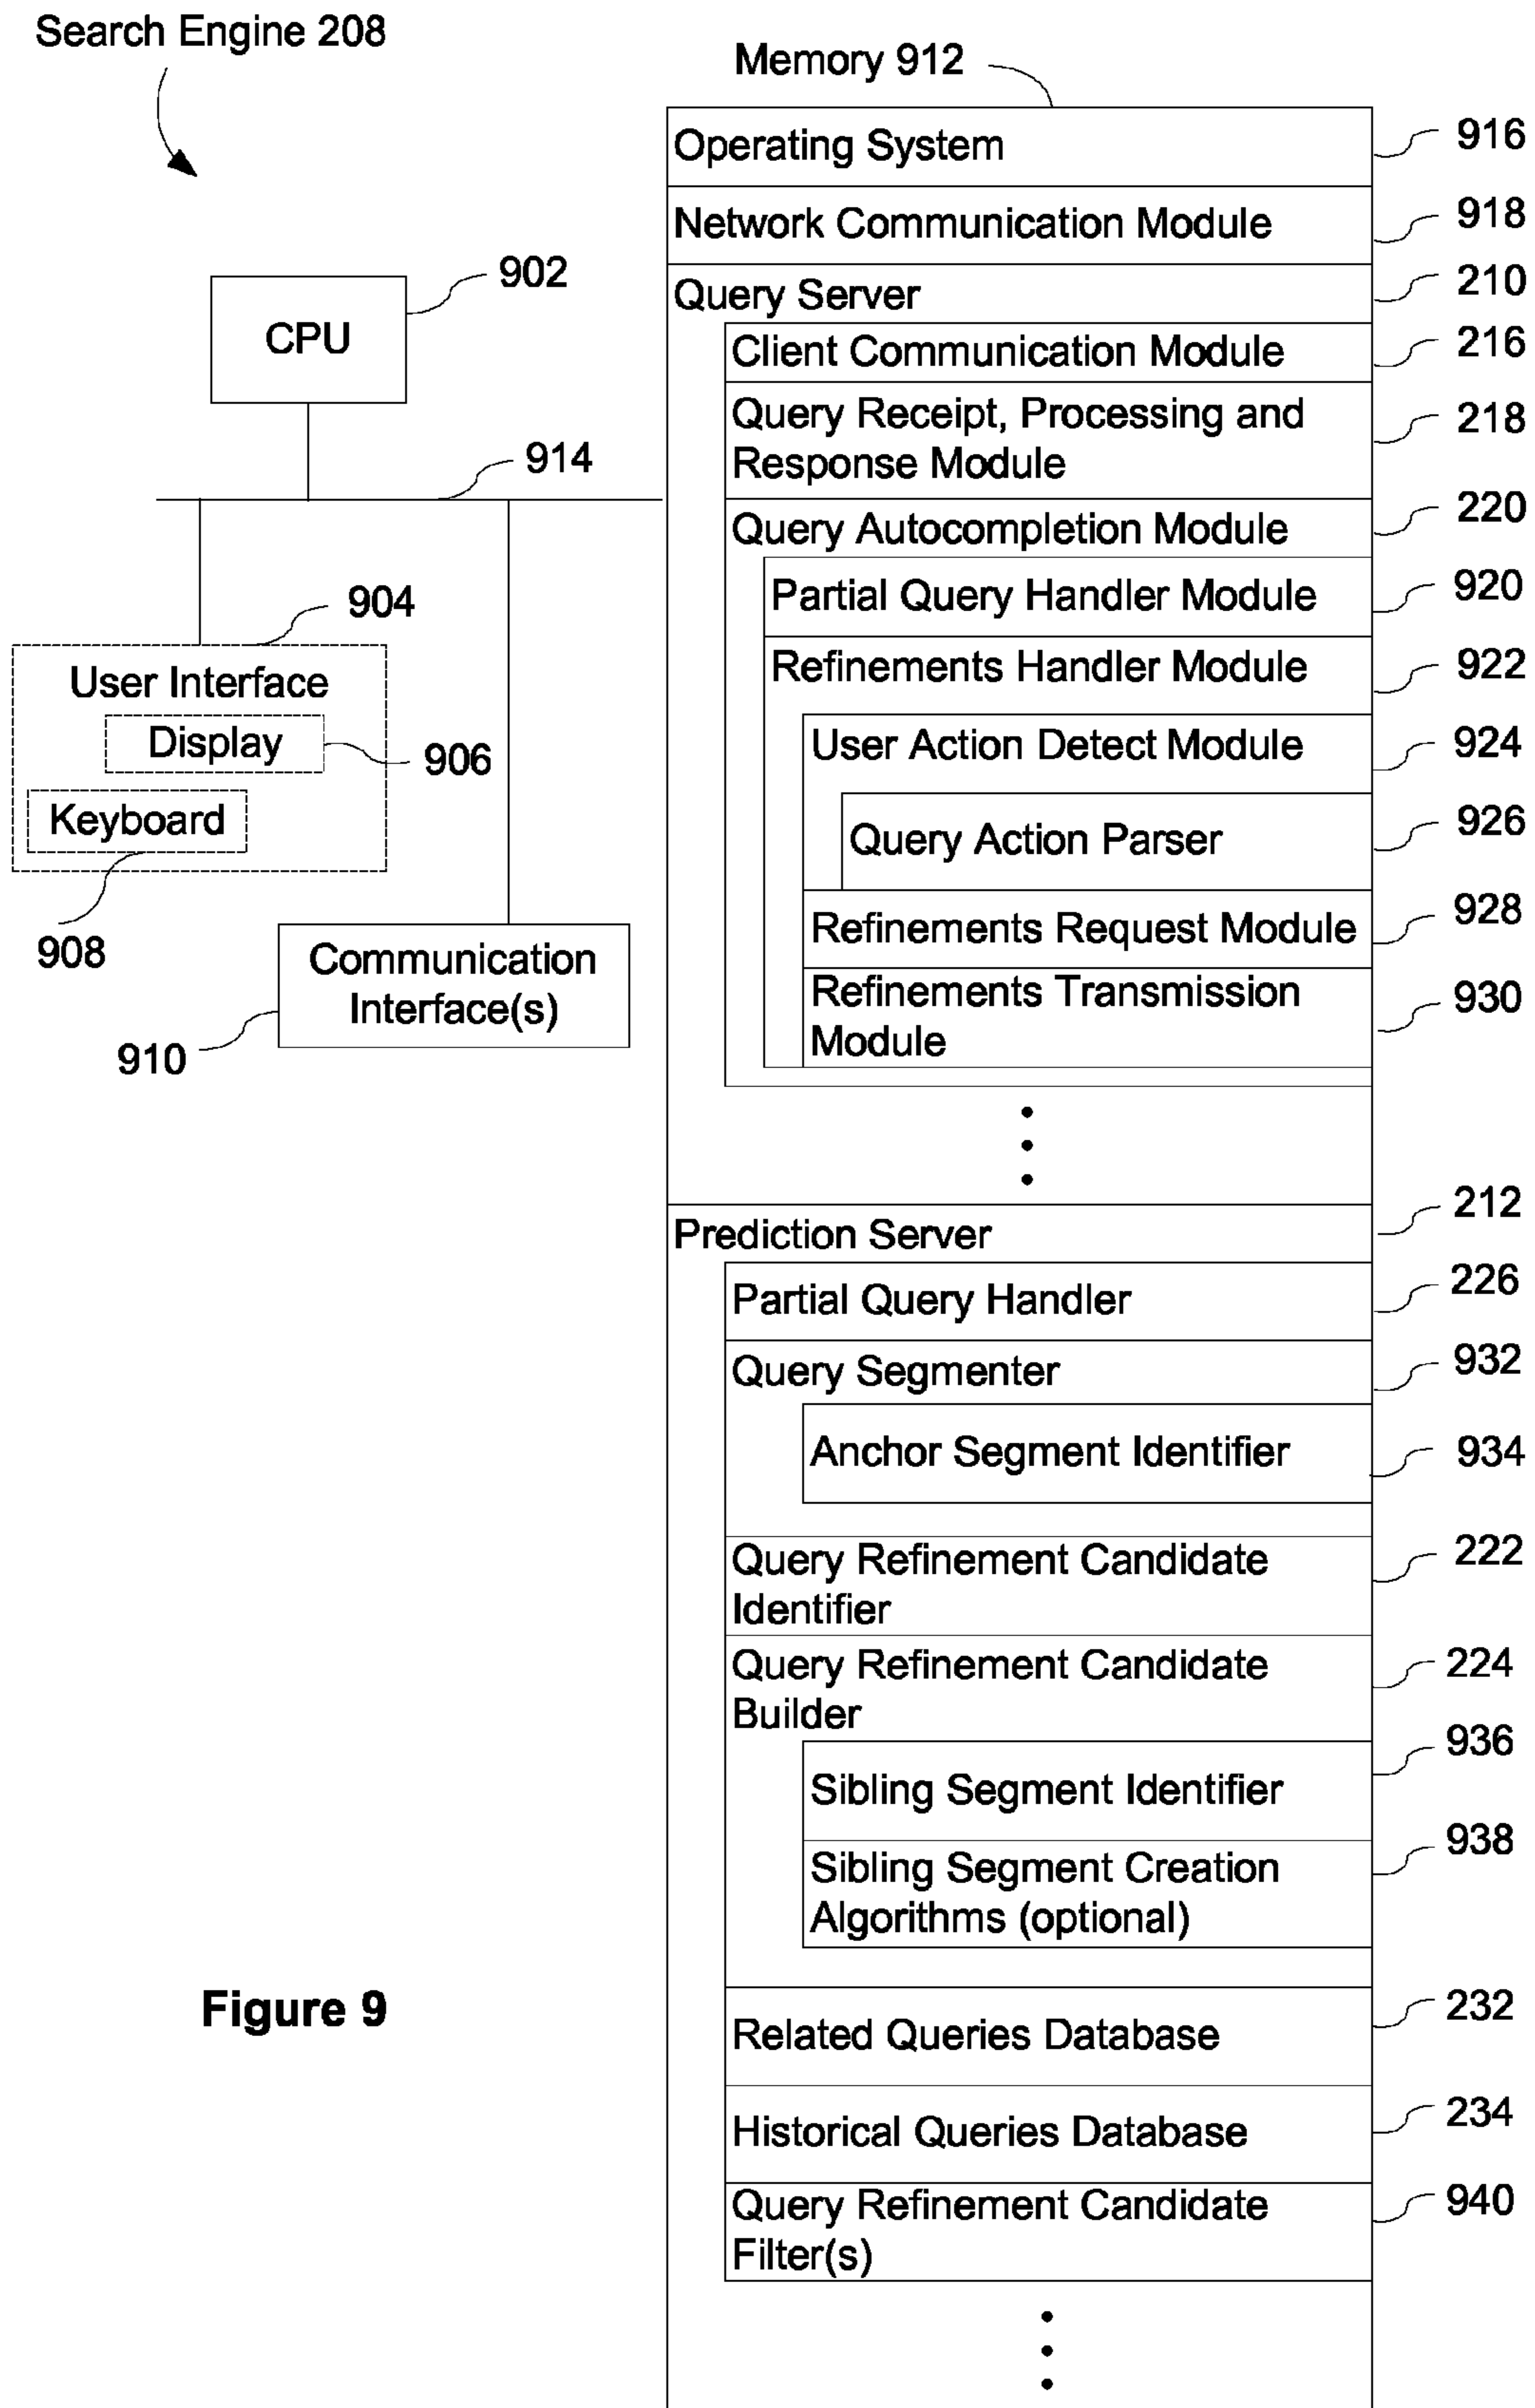 Search Engine 208
Memory 912
Operating System
916
Network Communication Module
918
902
CPU
Query Server
210
Client Communication Module
216
Query Receipt, Processing and
Response Module
218
914
Query Autocompletion Module
220
Partial Query Handler Module
920
904
User Interface
Display
906
Keyboard
908
Refinements Handler Module
922
User Action Detect Module
924
Query Action Parser
926
Refinements Request Module
928
Communication
Interface(s)
910
Refinements Transmission
Module
930
Prediction Server
212
Partial Query Handler
226
Query Segmenter
932
Anchor Segment Identifier
934
Query Refinement Candidate
Identifier
222
Query Refinement Candidate
Builder
224
Sibling Segment Identifier
936
Sibling Segment Creation
Algorithms (optional)
938
Figure 9
Related Queries Database
232
Historical Queries Database
234
Query Refinement Candidate
Filter(s)
940